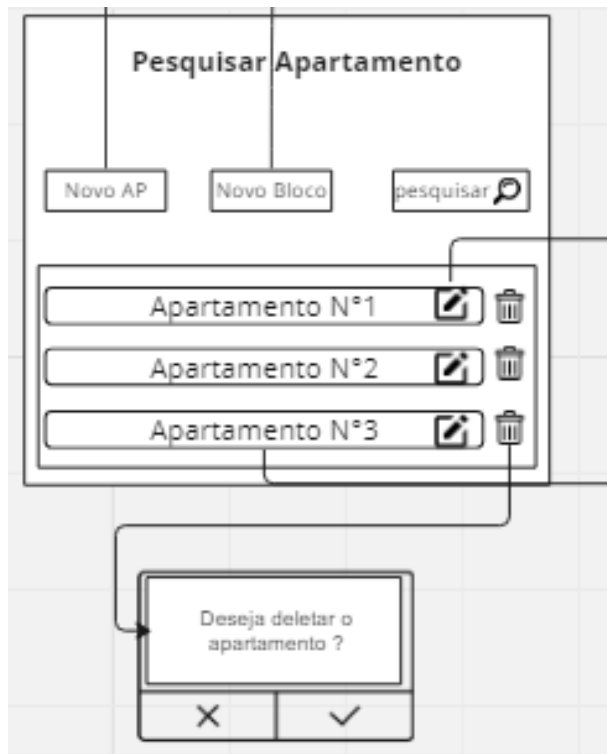 Pesquisar Apartamento
Novo AP
Novo Bloco
pesquisar
Apartamento N°1
Apartamento N°2
Apartamento N°3
Deseja deletar o
apartamento ?